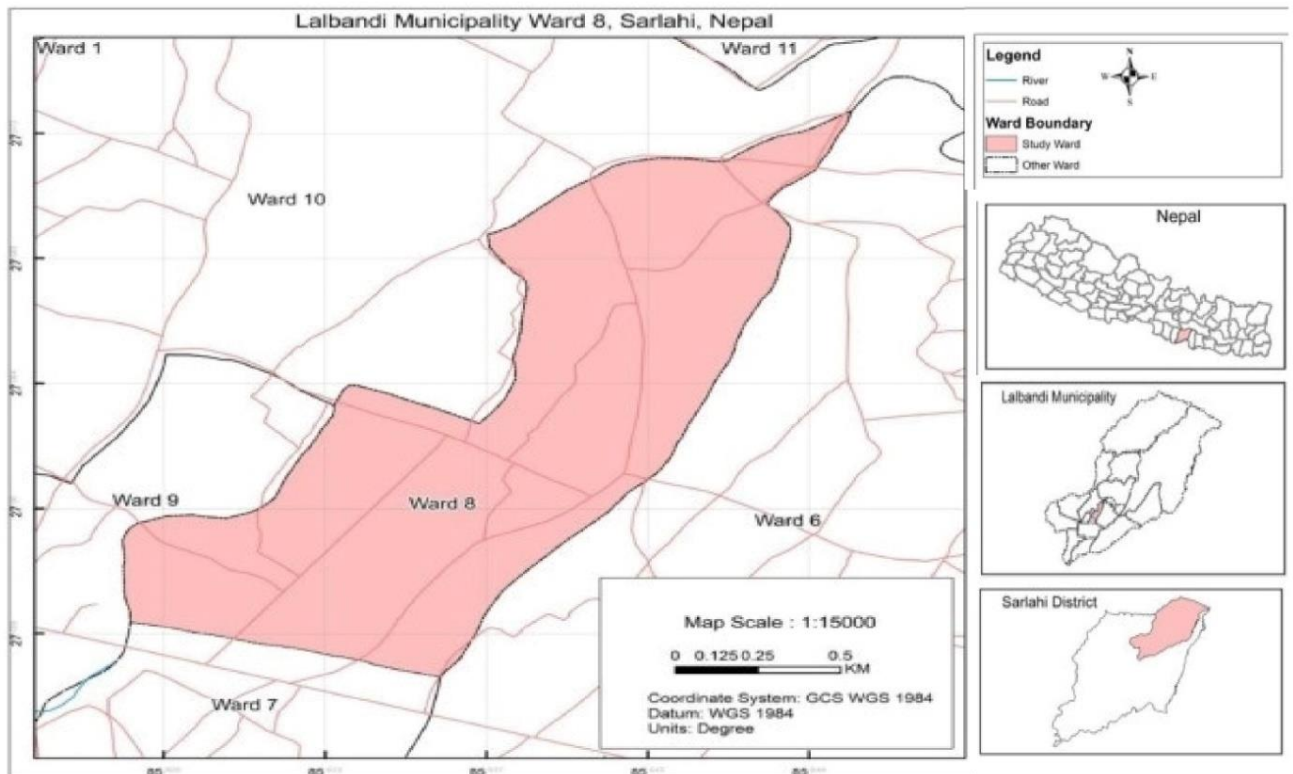 Lalbandi Municipality Ward 8, Sarlahi, Nepal
Ward 1
Ward 11
Ward 10
Ward 9
Ward 8
Ward 6
Ward 7
Map Scale : 1:15000
0 0.125 0.25 0.5
KM
Coordinate System: GCS WGS 1984
Datum: WGS 1984
Units: Degree
Legend
N
W E
S
River
Road
Ward Boundary
Study Ward
Other Ward
Nepal
Lalbandi Municipality
Sarlahi District